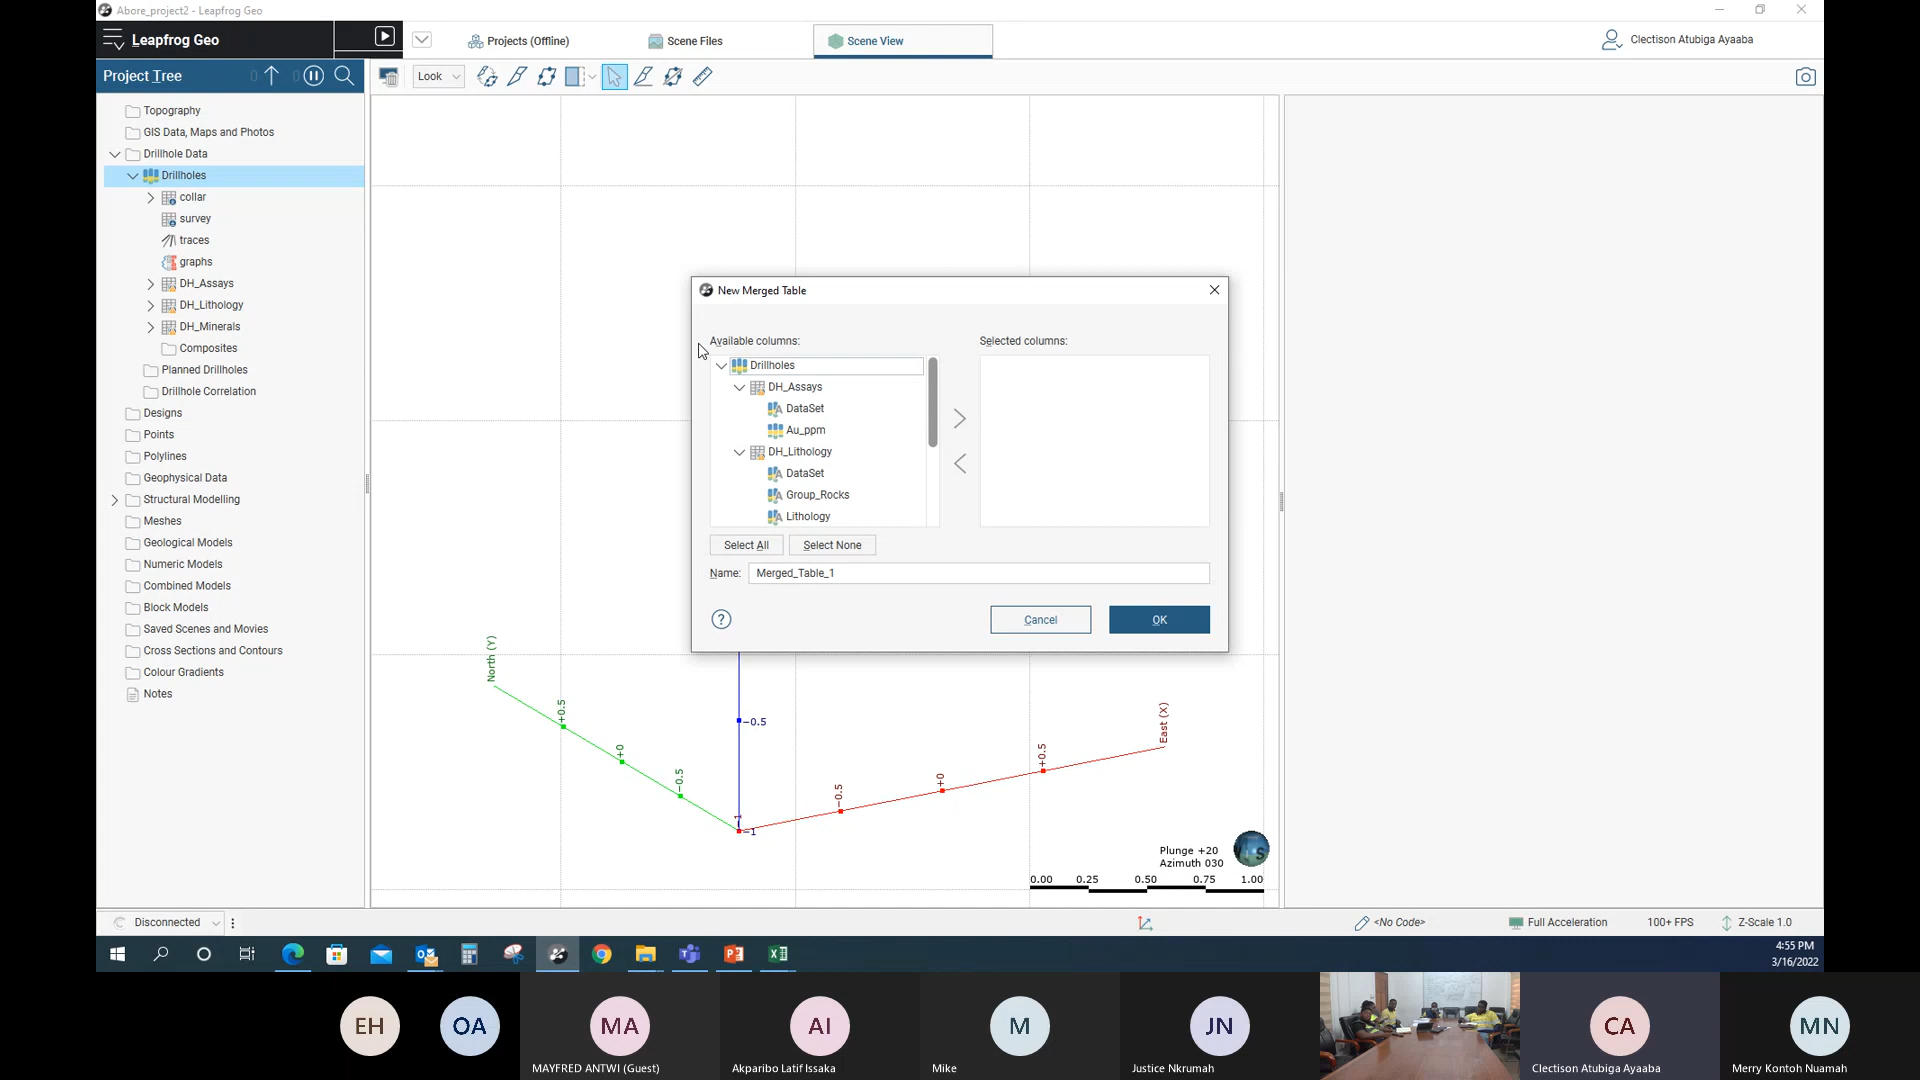 Abore_project2 - Leapfrog Geo
Leapfrog Geo
Projects (Offline)
Scene Files
Scene View
Clectison Atubiga Ayaaba
Project Tree
0
0
Look
Topography
GIS Data, Maps and Photos
Drillhole Data
Drillholes
collar
survey
traces
graphs
DH_Assays
DH_Lithology
DH_Minerals
Composites
Planned Drillholes
Drillhole Correlation
Designs
Points
Polylines
Geophysical Data
Structural Modelling
Meshes
Geological Models
Numeric Models
Combined Models
Block Models
Saved Scenes and Movies
Cross Sections and Contours
Colour Gradients
Notes
New Merged Table
Available columns:
Selected columns:
Drillholes
DH_Assays
DataSet
Au_ppm
DH_Lithology
DataSet
Group_Rocks
Lithology
Select All
Select None
Name:
Merged_Table_1
?
Cancel
OK
North (Y)
+0.5
+0
-0.5
-0.5
-1
-1
-0.5
+0
+0.5
East (X)
Plunge +20
Azimuth 030
0.00 0.25 0.50 0.75 1.00
Disconnected
<No Code>
Full Acceleration
100+ FPS
Z-Scale 1.0
4:55 PM
3/16/2022
EH
OA
MA
MAYFRED ANTWI (Guest)
AI
Akparibo Latif Issaka
M
Mike
JN
Justice Nkrumah
CA
Clectison Atubiga Ayaaba
MN
Merry Kontoh Nuamah